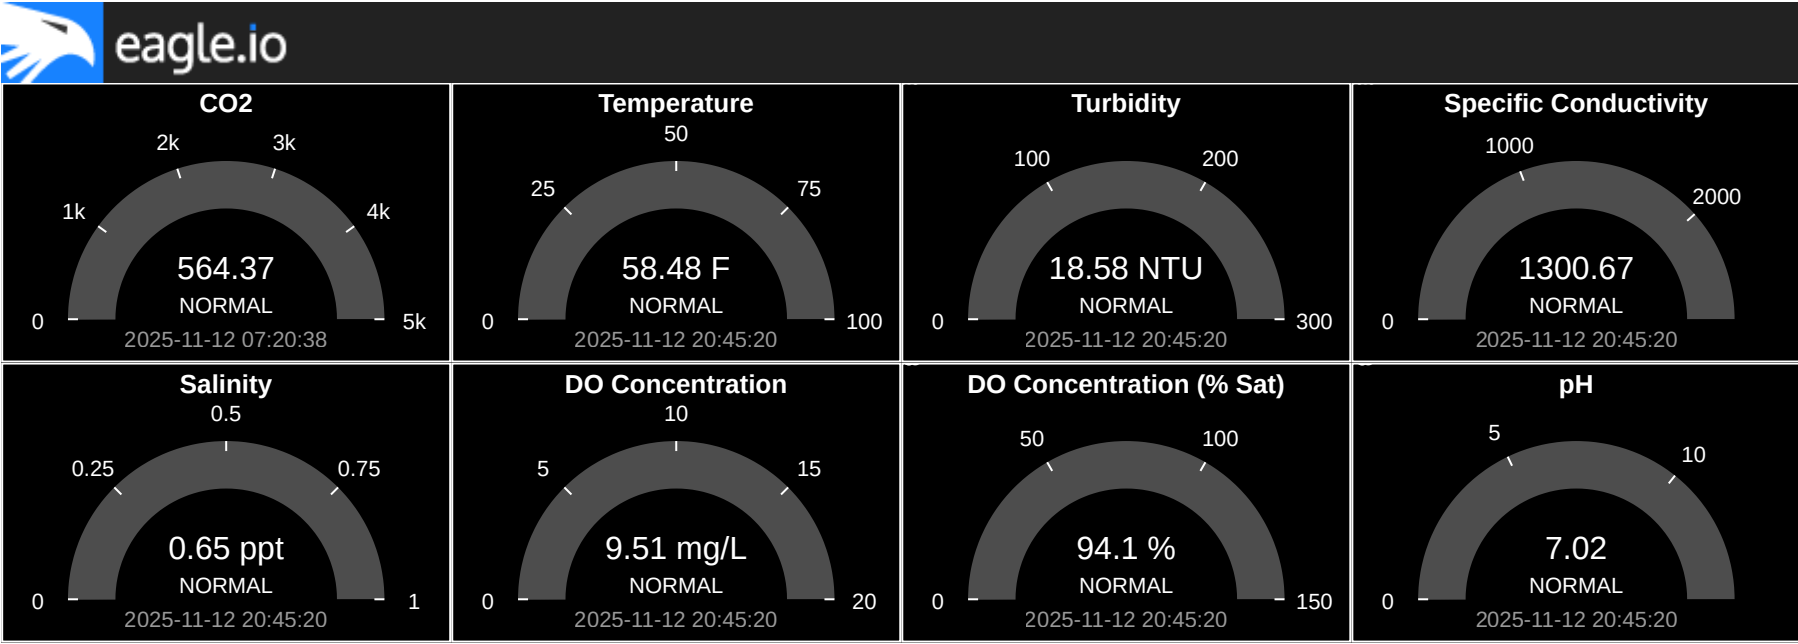 eagle.io
CO2
2k 3k
1k 4k
564.37
NORMAL
0 5k
2025-11-12 07:20:38
Temperature
50
25 75
58.48 F
NORMAL
0 100
2025-11-12 20:45:20
Turbidity
100 200
18.58 NTU
NORMAL
0 300
2025-11-12 20:45:20
Specific Conductivity
1000
2000
1300.67
NORMAL
0
2025-11-12 20:45:20
Salinity
0.5
0.25 0.75
0.65 ppt
NORMAL
0 1
2025-11-12 20:45:20
DO Concentration
10
5 15
9.51 mg/L
NORMAL
0 20
2025-11-12 20:45:20
DO Concentration (% Sat)
50 100
94.1 %
NORMAL
0 150
2025-11-12 20:45:20
pH
5
10
7.02
NORMAL
0
2025-11-12 20:45:20